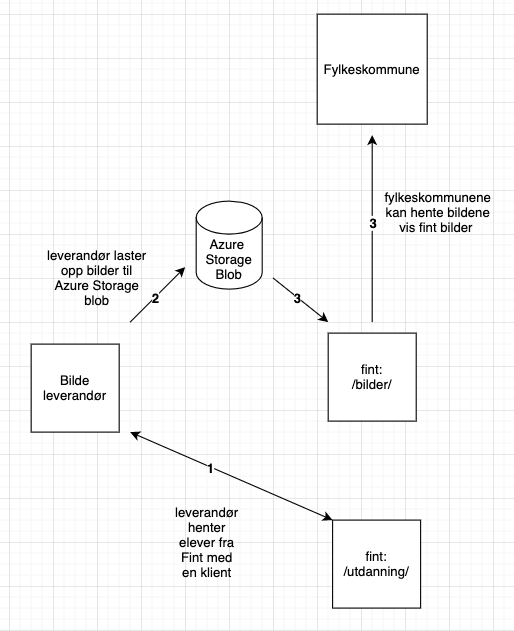 Fylkeskommune
fylkeskommunene
kan hente bildene
vis fint bilder
3
Azure
Storage
Blob
leverandør laster
opp bilder til
Azure Storage
blob
2
3
Bilde
leverandør
fint:
/bilder/
1
leverandør
henter
elever fra
Fint med
en klient
fint:
/utdanning/